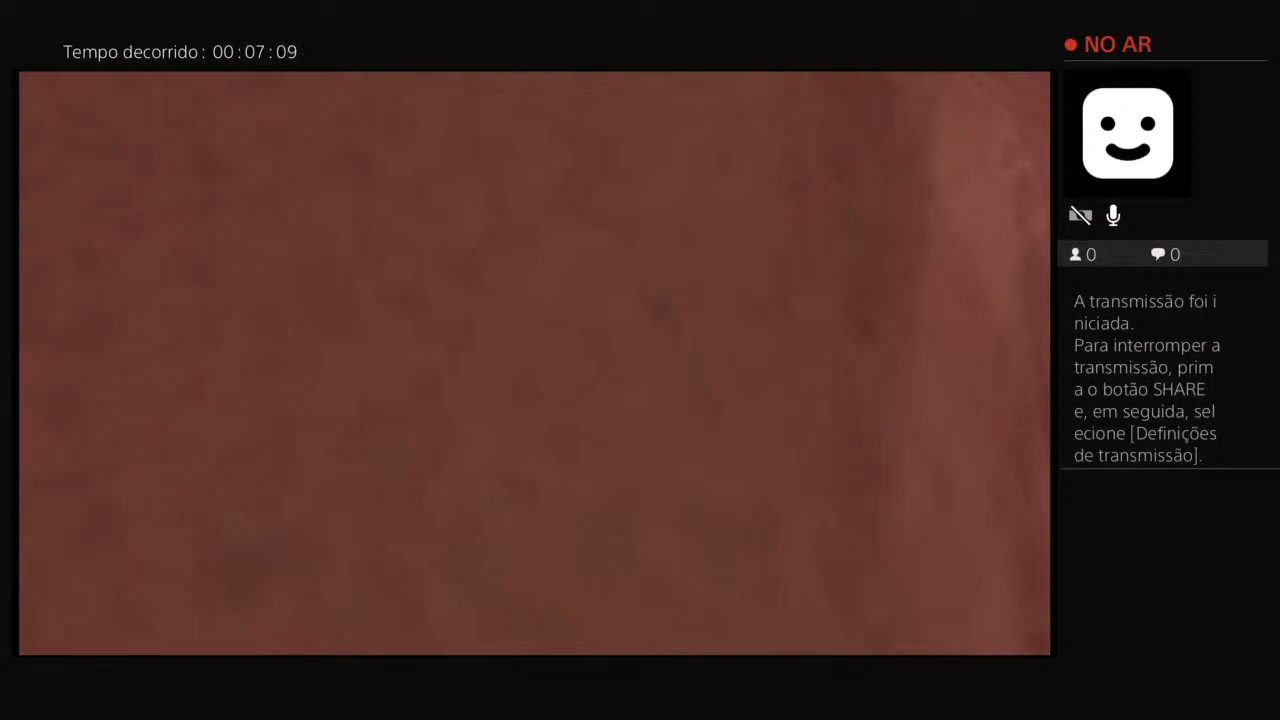 Tempo decorrido: 00:07:09
NO AR
0 0
A transmissão foi i
niciada.
Para interromper a
transmissão, prim
a o botão SHARE
e, em seguida, sel
ecione [Definições
de transmissão].